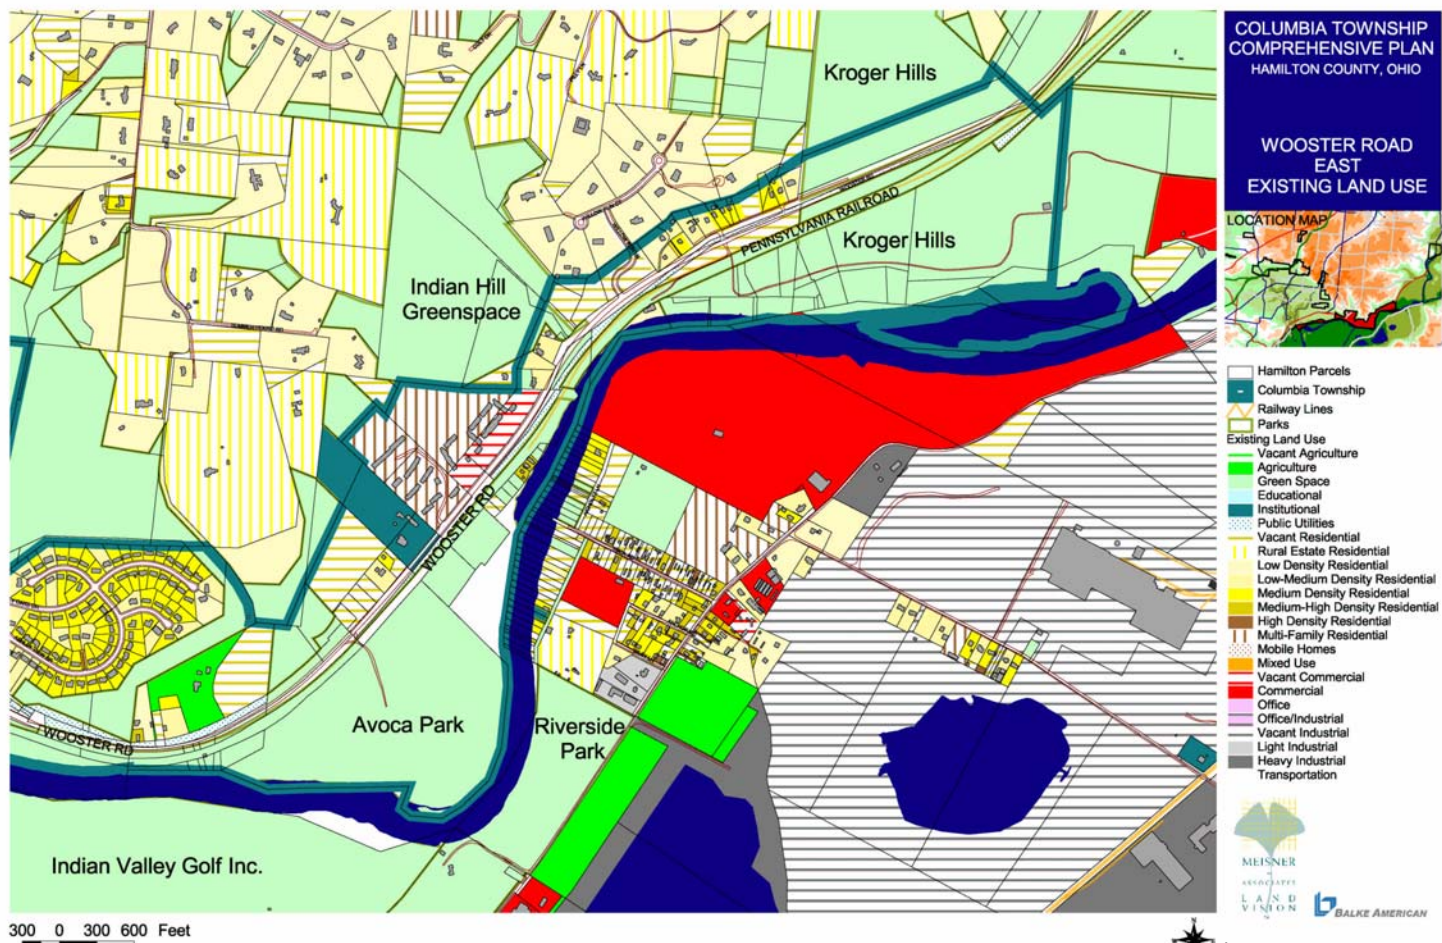 COLUMBIA TOWNSHIP
COMPREHENSIVE PLAN
HAMILTON COUNTY, OHIO
WOOSTER ROAD
EAST
EXISTING LAND USE
LOCATION MAP
Kroger Hills
PENNSYLVANIA RAILROAD
Kroger Hills
Indian Hill
Greenspace
WOOSTER RD
Avoca Park
Riverside
Park
WOOSTER RD
Indian Valley Golf Inc.
Hamilton Parcels
Columbia Township
Railway Lines
Parks
Existing Land Use
Vacant Agriculture
Agriculture
Green Space
Educational
Institutional
Public Utilities
Vacant Residential
Rural Estate Residential
Low Density Residential
Low-Medium Density Residential
Medium Density Residential
Medium-High Density Residential
High Density Residential
Multi-Family Residential
Mobile Homes
Mixed Use
Vacant Commercial
Commercial
Office
Office/Industrial
Vacant Industrial
Light Industrial
Heavy Industrial
Transportation
MEISNER
ASSOCIATES
LAND
VISION
BALKE AMERICAN
300 0 300 600 Feet